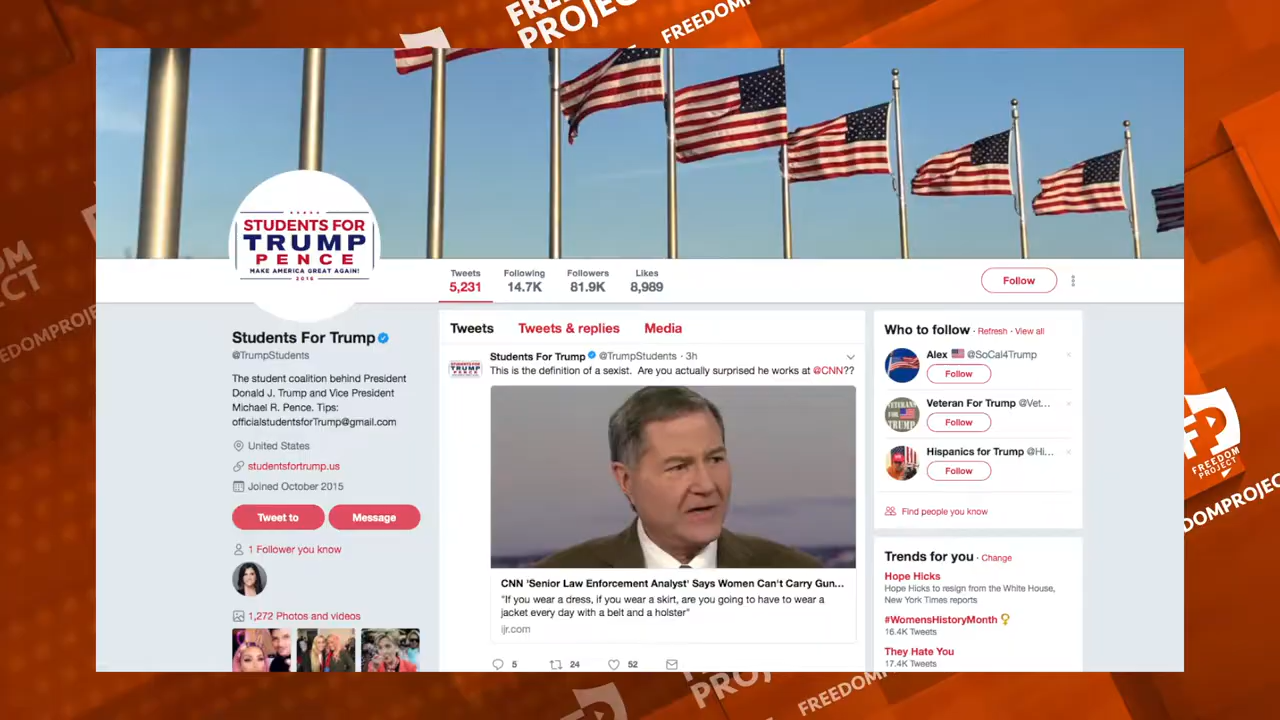 FREEDOMPROJECT
STUDENTS FOR
TRUMP
PENCE
MAKE AMERICA GREAT AGAIN!
2016
Tweets
5,231
Following
14.7K
Followers
81.9K
Likes
8,989
Follow
Students For Trump
@TrumpStudents
The student coalition behind President
Donald J. Trump and Vice President
Michael R. Pence. Tips:
officialstudentsforTrump@gmail.com
United States
studentsfortrump.us
Joined October 2015
Tweet to
Message
1 Follower you know
1,272 Photos and videos
Tweets
Tweets & replies
Media
Students For Trump @TrumpStudents · 3h
This is the definition of a sexist. Are you actually surprised he works at @CNN??
CNN 'Senior Law Enforcement Analyst' Says Women Can't Carry Gun...
"If you wear a dress, if you wear a skirt, are you going to have to wear a
jacket every day with a belt and a holster"
ijr.com
5
24
52
Who to follow · Refresh · View all
Alex @SoCal4Trump
Follow
Veteran For Trump @Vet...
Follow
VETERANS
FOR
TRUMP
Hispanics for Trump @Hi...
Follow
Find people you know
Trends for you · Change
Hope Hicks
Hope Hicks to resign from the White House,
New York Times reports
#WomensHistoryMonth
16.4K Tweets
They Hate You
17.4K Tweets
FP
FREEDOM
PROJECT